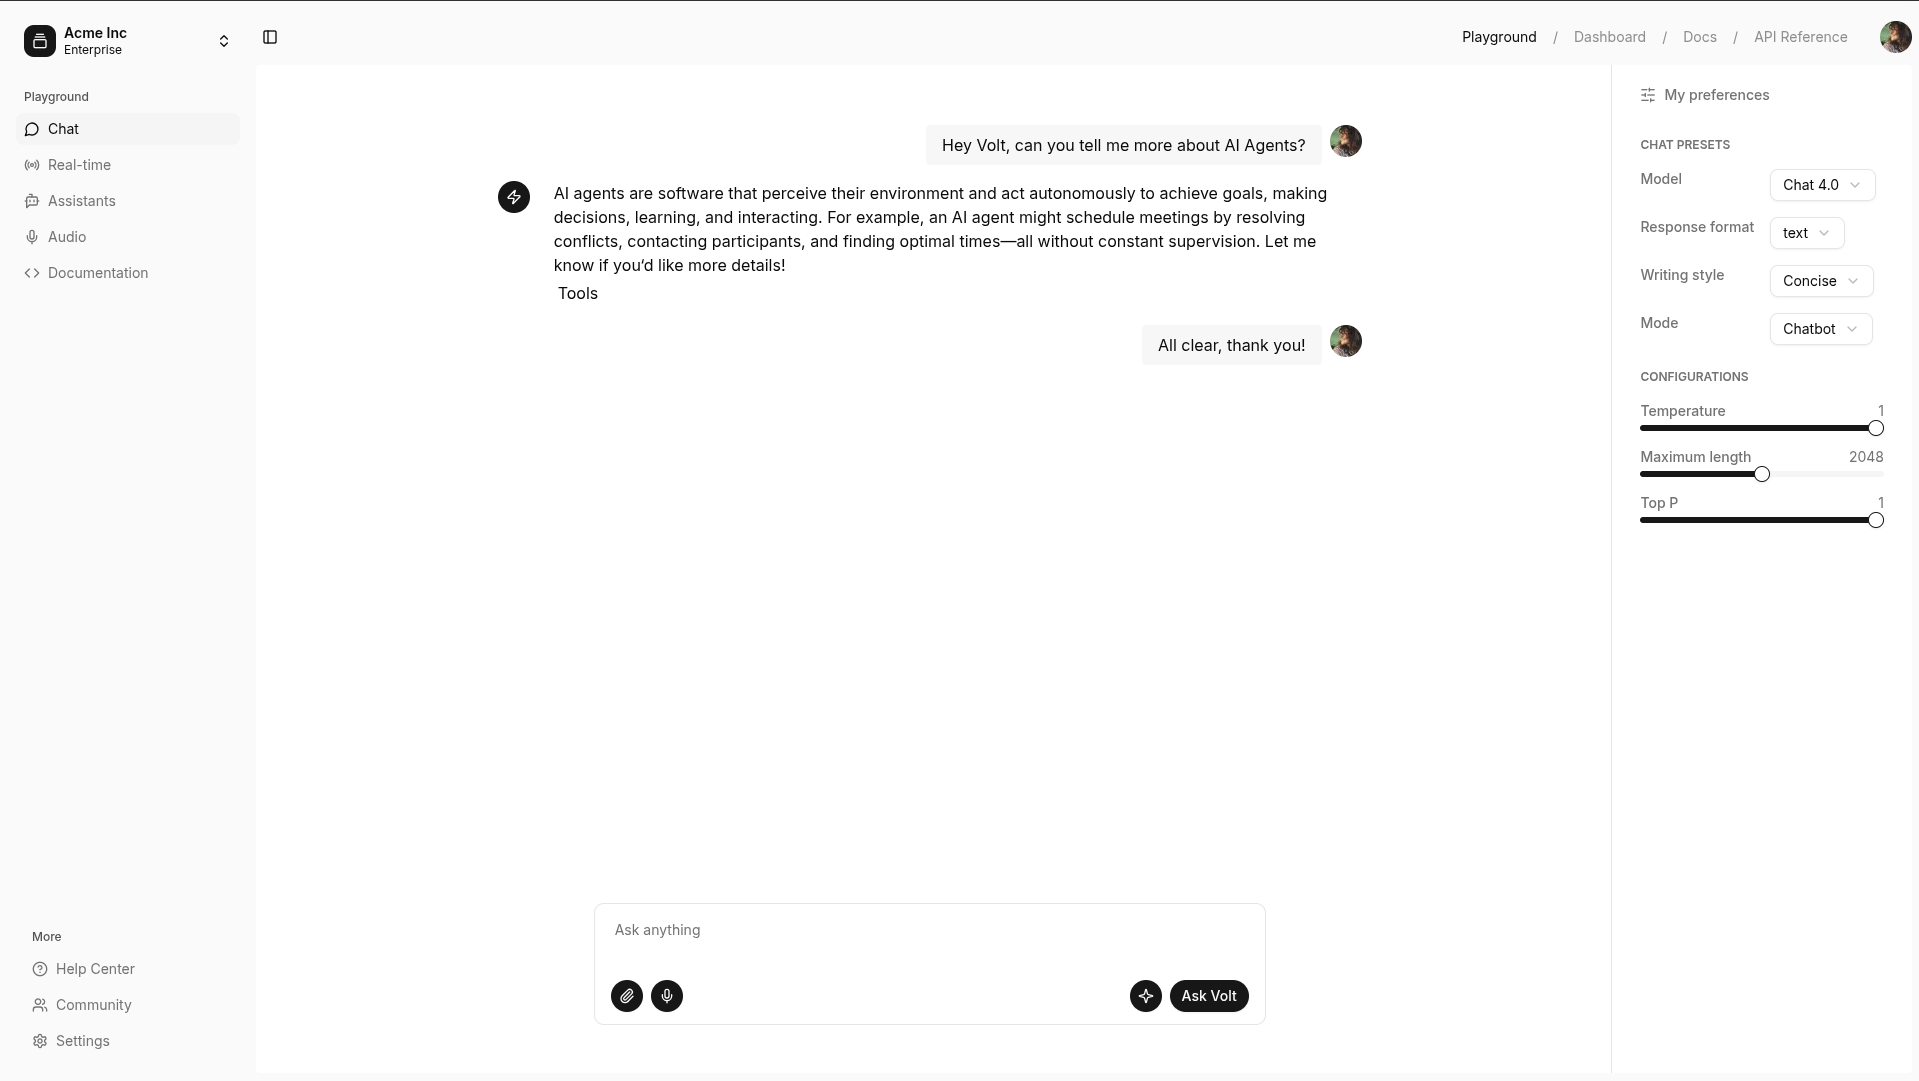 Acme Inc
Enterprise
Playground / Dashboard / Docs / API Reference
Playground
Chat
Real-time
Assistants
Audio
Documentation
Hey Volt, can you tell me more about AI Agents?
AI agents are software that perceive their environment and act autonomously to achieve goals, making
decisions, learning, and interacting. For example, an AI agent might schedule meetings by resolving
conflicts, contacting participants, and finding optimal times—all without constant supervision. Let me
know if you’d like more details!
Tools
All clear, thank you!
Ask anything
Ask Volt
My preferences
CHAT PRESETS
Model Chat 4.0
Response format text
Writing style Concise
Mode Chatbot
CONFIGURATIONS
Temperature 1
Maximum length 2048
Top P 1
More
Help Center
Community
Settings